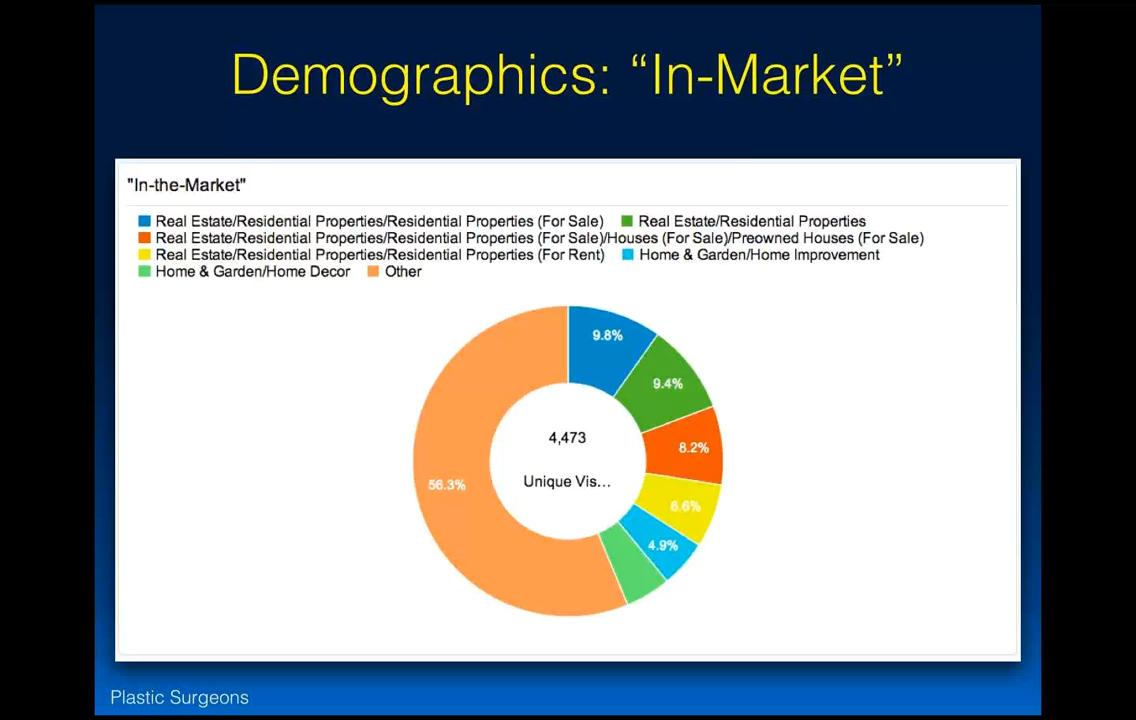 Demographics: “In-Market”
"In-the-Market"
Real Estate/Residential Properties/Residential Properties (For Sale) Real Estate/Residential Properties
Real Estate/Residential Properties/Residential Properties (For Sale)/Houses (For Sale)/Preowned Houses (For Sale)
Real Estate/Residential Properties/Residential Properties (For Rent) Home & Garden/Home Improvement
Home & Garden/Home Decor Other
9.8%
9.4%
8.2%
6.6%
4.9%
56.3%
4,473
Unique Vis...
Plastic Surgeons